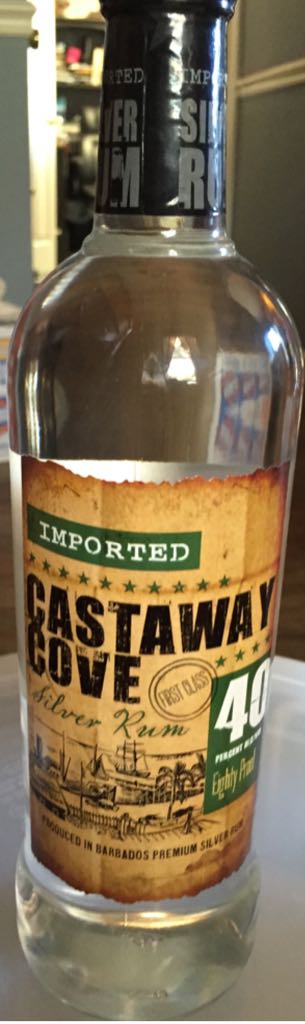 IMPORTED
SILVER
RUM
IMPORTED
CASTAWAY
COVE
FIRST CLASS
Silver Rum
40
Eighty Proof
PRODUCED IN BARBADOS PREMIUM SILVER RUM